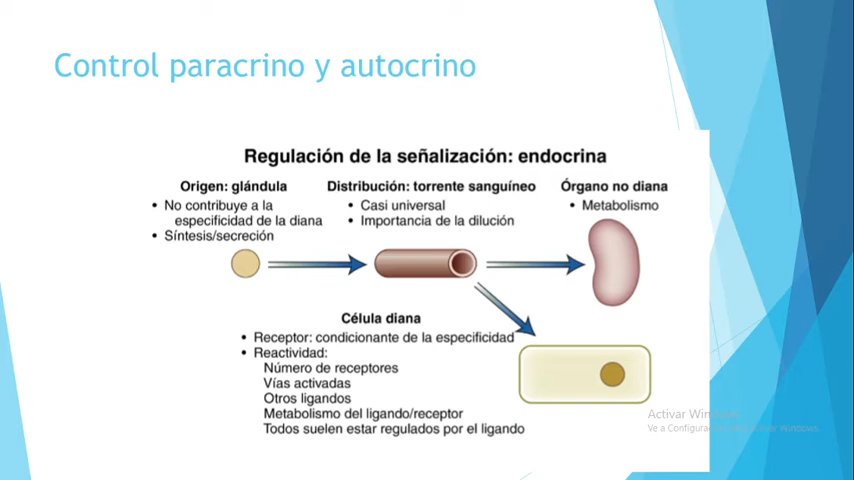 Control paracrino y autocrino
Regulación de la señalización: endocrina
Origen: glándula
• No contribuye a la
especificidad de la diana
• Síntesis/secreción
Distribución: torrente sanguíneo
• Casi universal
• Importancia de la dilución
Órgano no diana
• Metabolismo
Célula diana
• Receptor: condicionante de la especificidad
• Reactividad:
Número de receptores
Vías activadas
Otros ligandos
Metabolismo del ligando/receptor
Todos suelen estar regulados por el ligando
Activar Windows
Ve a Configuración para activar Windows.